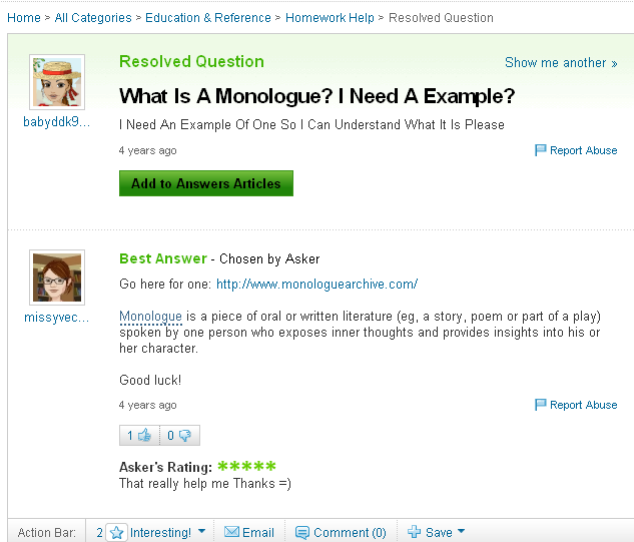 Home > All Categories > Education & Reference > Homework Help > Resolved Question
Resolved Question
Show me another »
What Is A Monologue? I Need A Example?
babyddk9...
I Need An Example Of One So I Can Understand What It Is Please
4 years ago
Report Abuse
Add to Answers Articles
Best Answer - Chosen by Asker
Go here for one: http://www.monologuearchive.com/
missyvec...
Monologue is a piece of oral or written literature (eg, a story, poem or part of a play)
spoken by one person who exposes inner thoughts and provides insights into his or
her character.
Good luck!
4 years ago
Report Abuse
1 0
Asker's Rating: *****
That really help me Thanks =)
Action Bar: 2 Interesting! Email Comment (0) Save